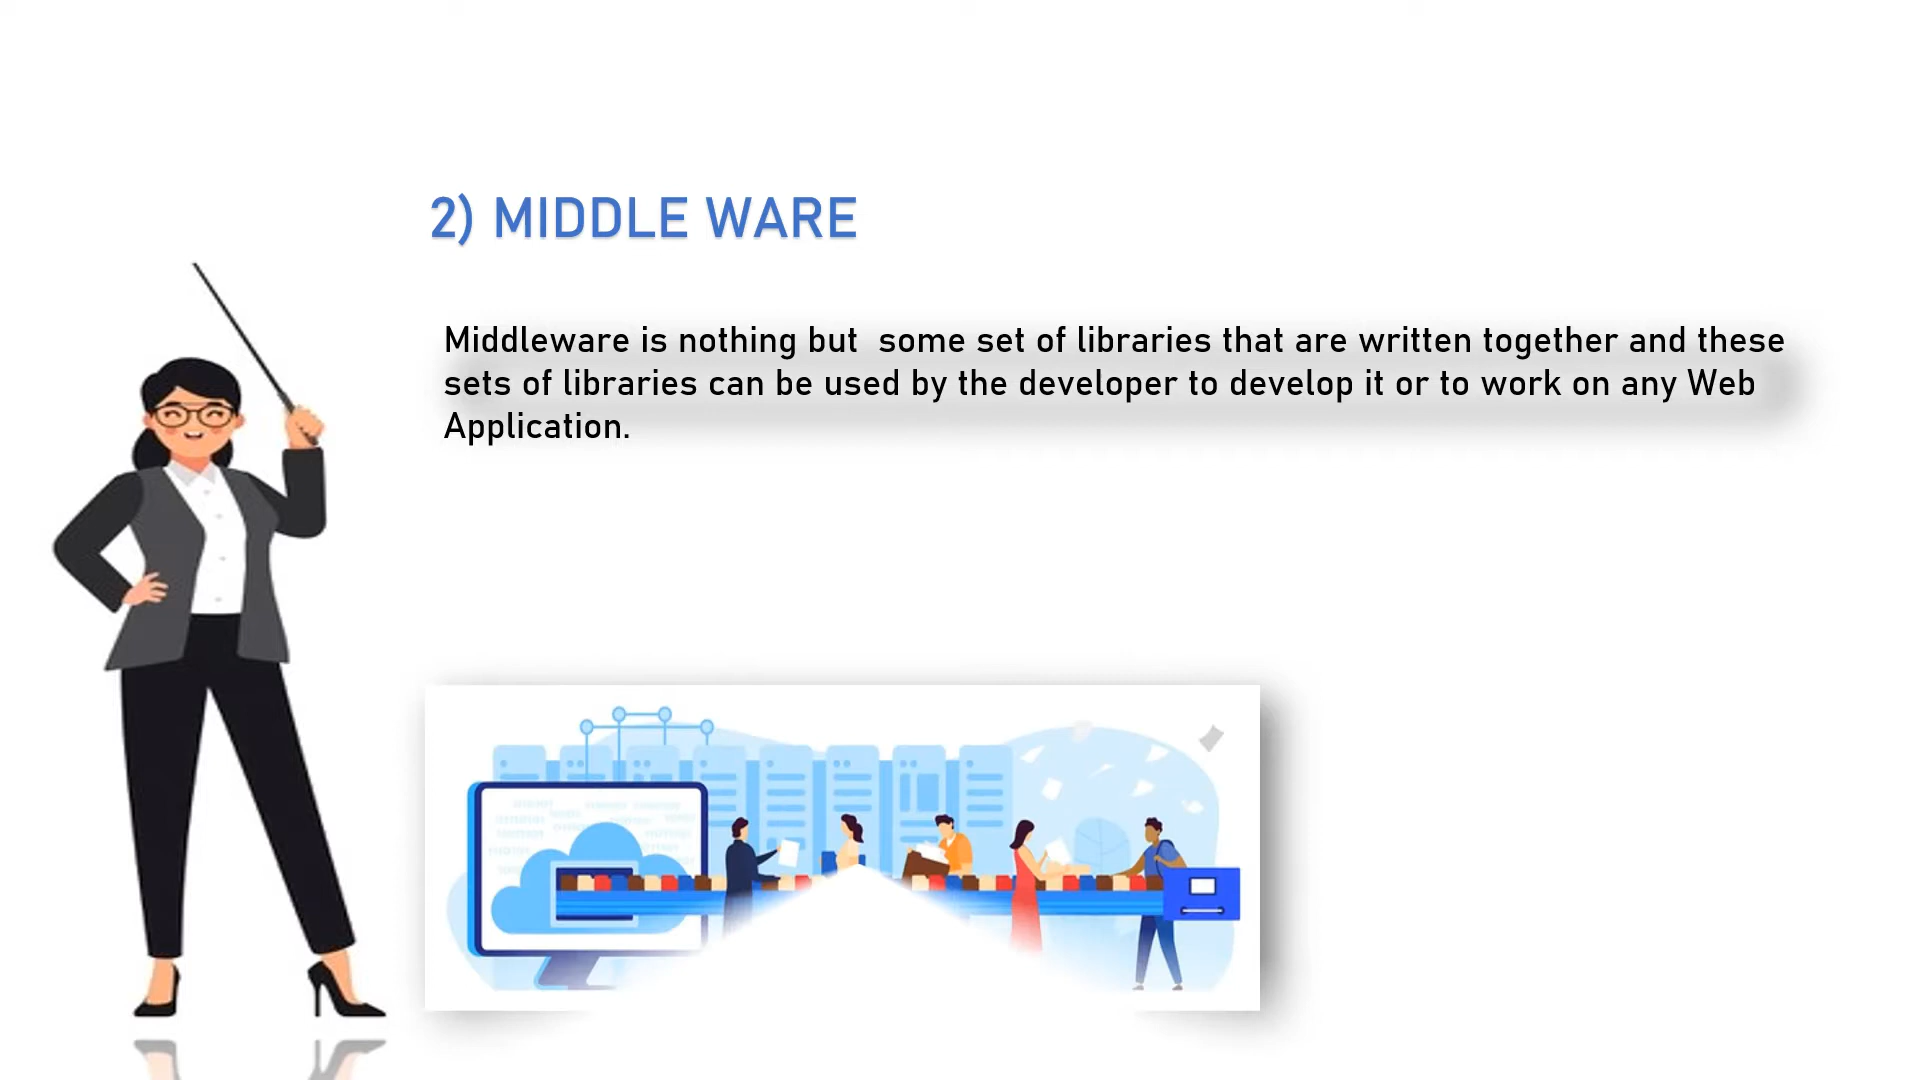 2) MIDDLE WARE
Middleware is nothing but  some set of libraries that are written together and these
sets of libraries can be used by the developer to develop it or to work on any Web
Application.